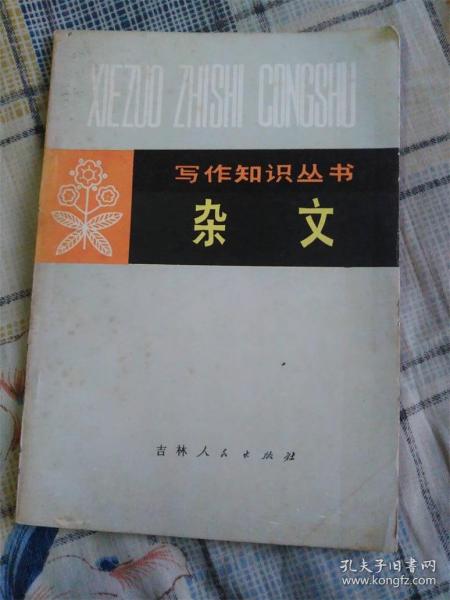 XIEZUO ZHISHI CONGSHU
写作知识丛书
杂文
吉林人民出版社
孔夫子旧书网
www.kongfz.com